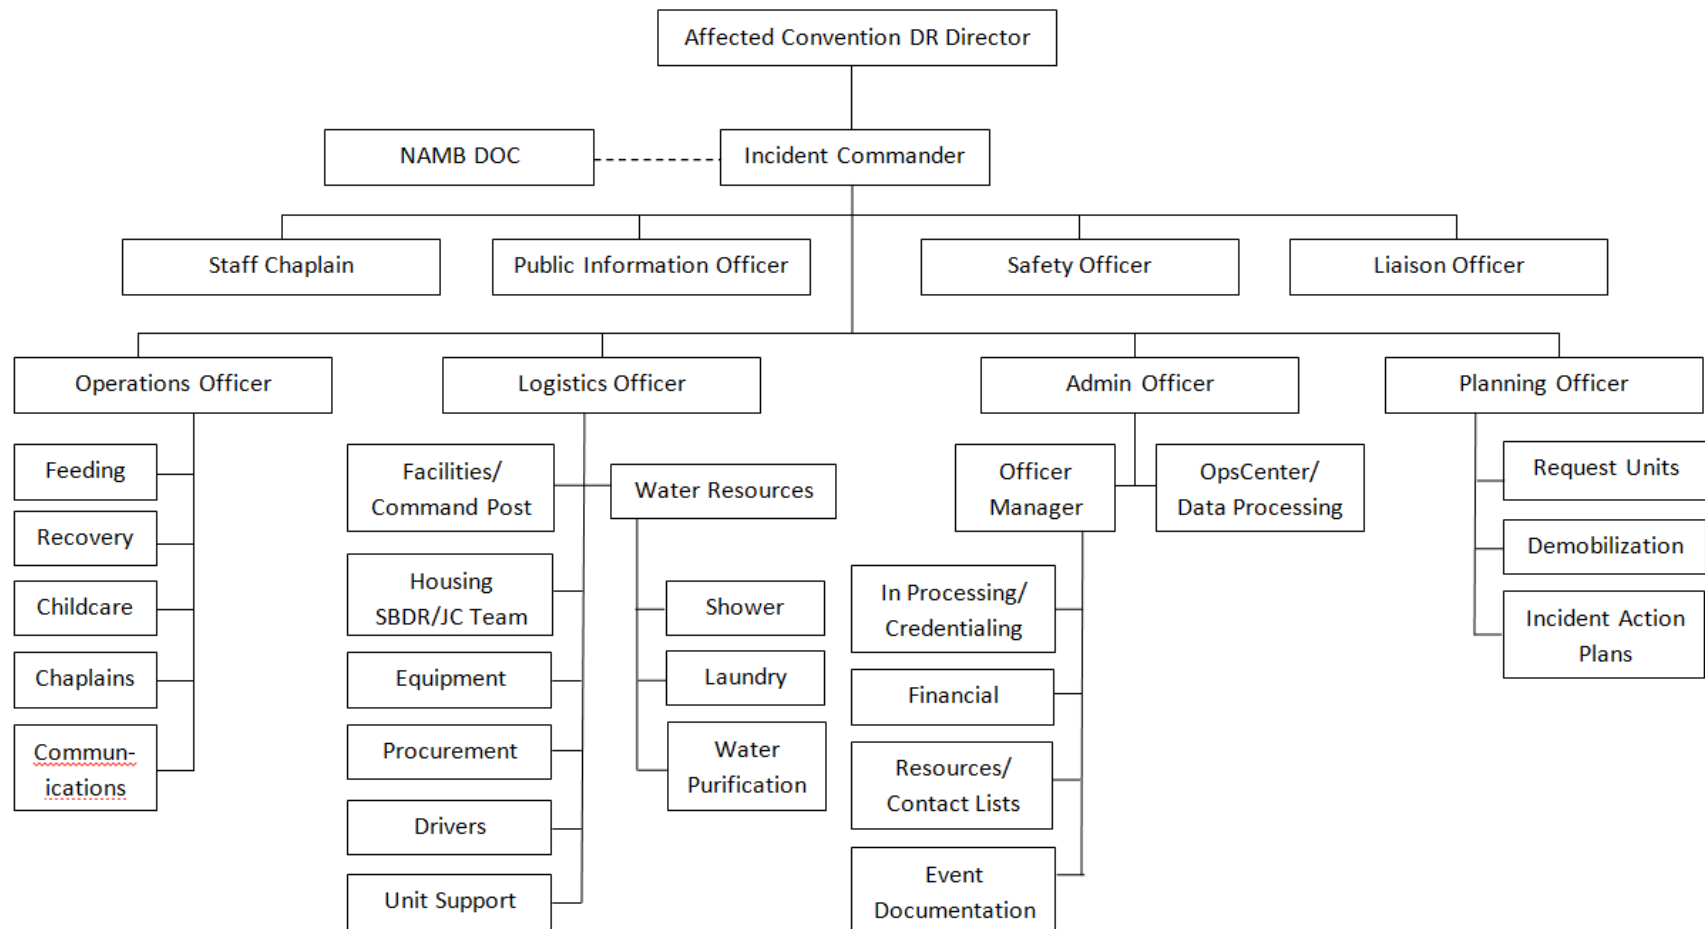 Affected Convention DR Director
NAMB DOC
Incident Commander
Staff Chaplain
Public Information Officer
Safety Officer
Liaison Officer
Operations Officer
Logistics Officer
Admin Officer
Planning Officer
Feeding
Recovery
Childcare
Chaplains
Commun-
ications
Facilities/
Command Post
Water Resources
Housing
SBDR/JC Team
Equipment
Procurement
Drivers
Unit Support
Shower
Laundry
Water
Purification
Officer
Manager
OpsCenter/
Data Processing
In Processing/
Credentialing
Financial
Resources/
Contact Lists
Event
Documentation
Request Units
Demobilization
Incident Action
Plans